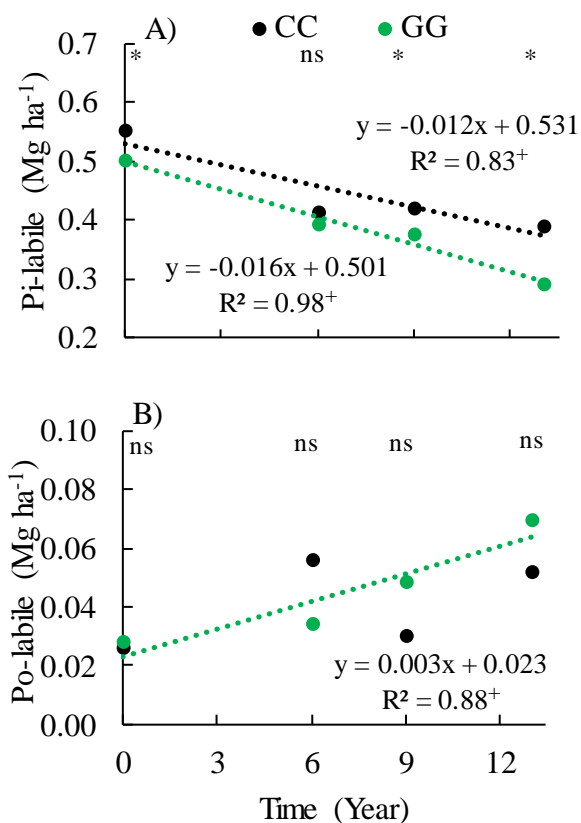 A) CC GG
* ns * *
0.7
0.6
0.5
0.4
0.3
0.2
Pi-labile (Mg ha⁻¹)
y = -0.012x + 0.531
R² = 0.83⁺
y = -0.016x + 0.501
R² = 0.98⁺
B)
ns ns ns ns
0.10
0.08
0.06
0.04
0.02
0.00
Po-labile (Mg ha⁻¹)
y = 0.003x + 0.023
R² = 0.88⁺
0 3 6 9 12
Time (Year)